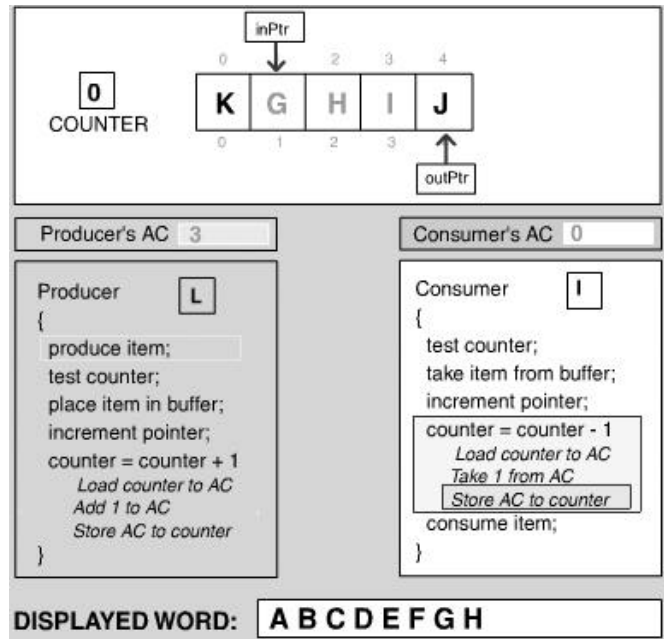 inPtr
0 2 3 4
0
COUNTER
K G H I J
0 1 2 3
outPtr
Producer's AC 3
Consumer's AC 0
Producer L
{
produce item;
test counter;
place item in buffer;
increment pointer;
counter = counter + 1
Load counter to AC
Add 1 to AC
Store AC to counter
}
Consumer I
{
test counter;
take item from buffer;
increment pointer;
counter = counter - 1
Load counter to AC
Take 1 from AC
Store AC to counter
consume item;
}
DISPLAYED WORD: A B C D E F G H